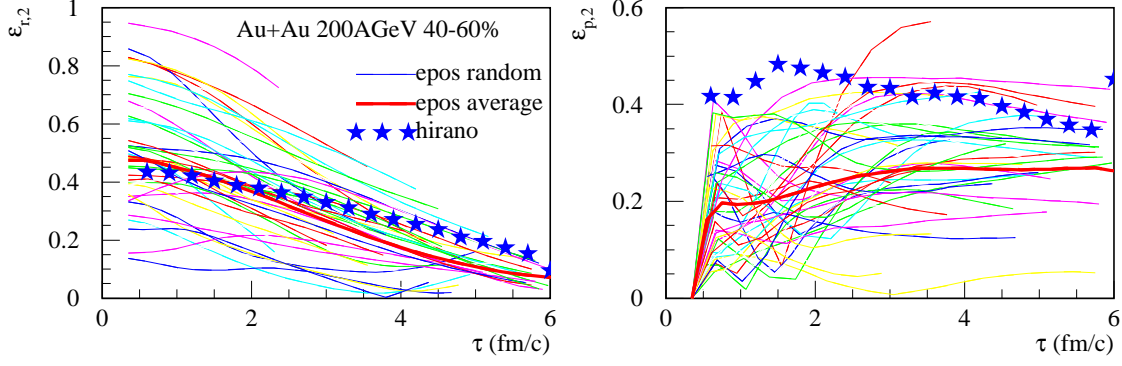 ε_{r,2}
1
0.8
0.6
0.4
0.2
0
0
2
4
6
τ (fm/c)
Au+Au 200AGeV 40-60%
epos random
epos average
hirano
ε_{p,2}
0.6
0.4
0.2
0
0
2
4
6
τ (fm/c)